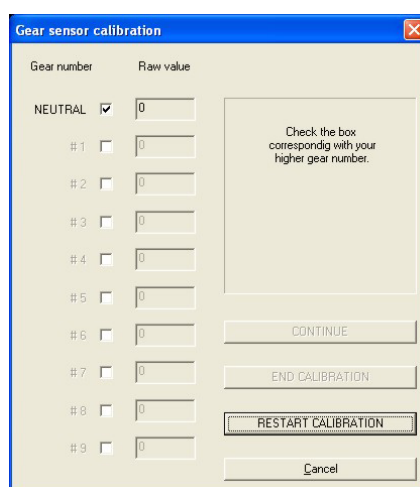 Gear sensor calibration
Gear number Raw value
NEUTRAL 0
#1 0
#2 0
#3 0
#4 0
#5 0
#6 0
#7 0
#8 0
#9 0
Check the box
correspondig with your
higher gear number.
CONTINUE
END CALIBRATION
RESTART CALIBRATION
Cancel